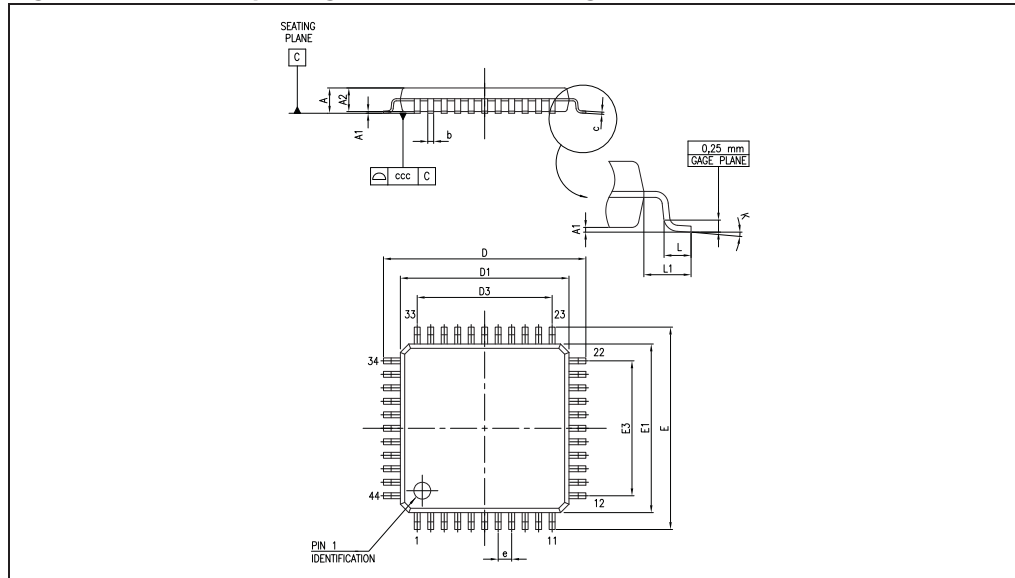 SEATING
PLANE
C
A
A2
A1
b
c
ccc C
0,25 mm
GAGE PLANE
A1
K
L
L1
D
D1
D3
33
23
34
22
E3
E1
E
44
12
1
11
e
PIN 1
IDENTIFICATION